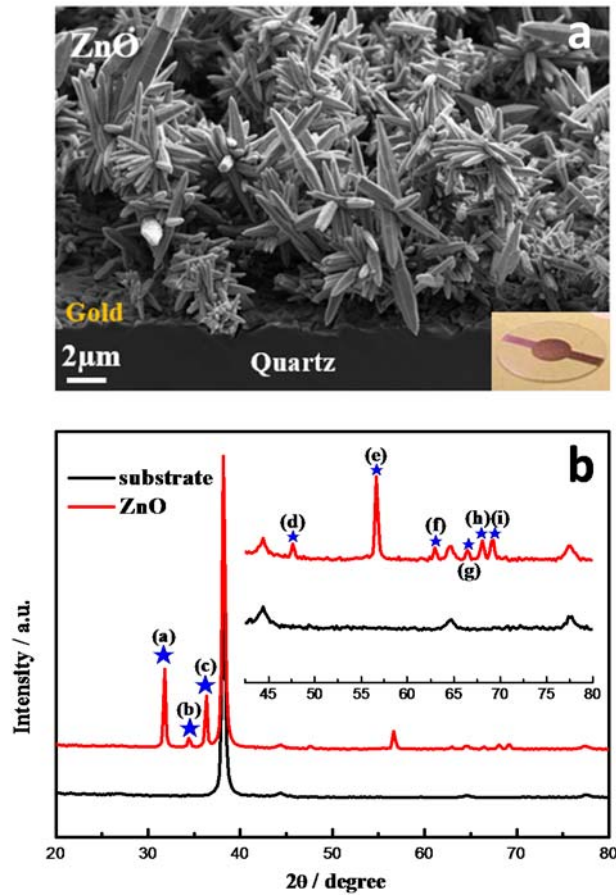 ZnO
a
Gold
2μm
Quartz
b
substrate
ZnO
(a)
(b)
(c)
(d)
(e)
(f)
(g)
(h)
(i)
45 50 55 60 65 70 75 80
Intensity / a.u.
20 30 40 50 60 70 80
2θ / degree